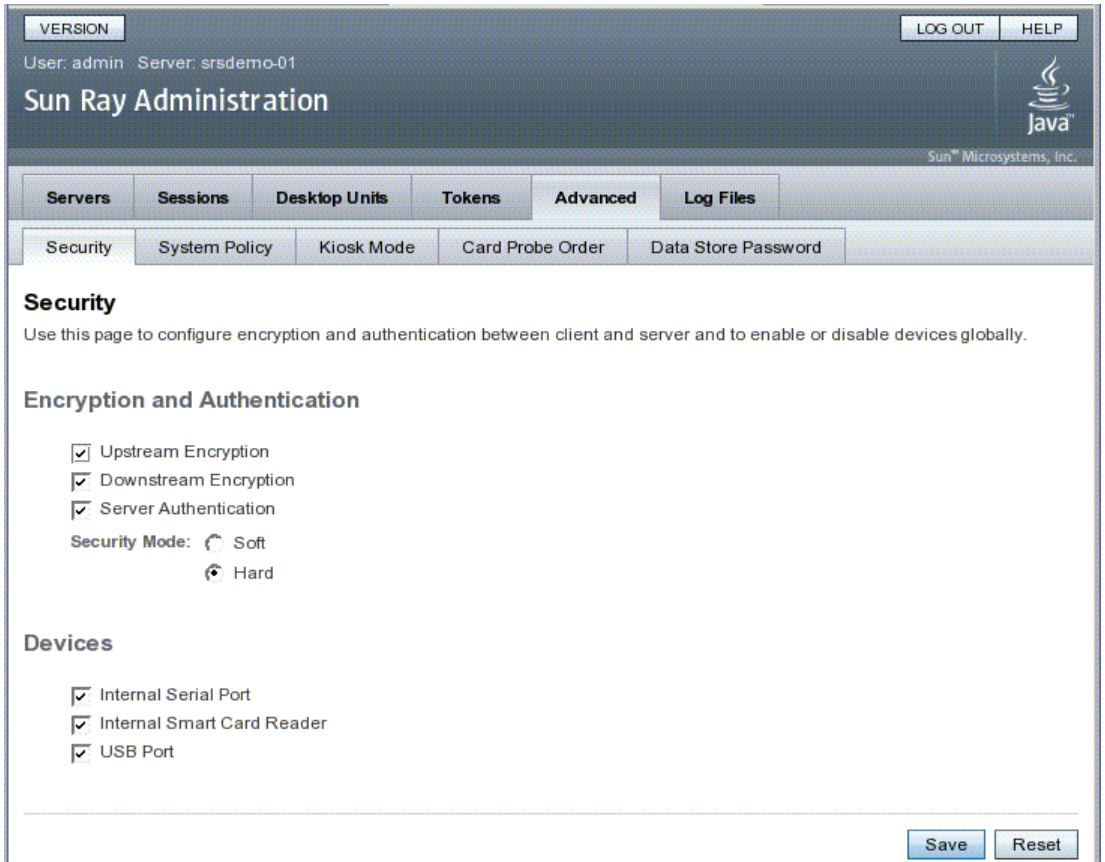 VERSION LOG OUT HELP
User: admin Server: srsdemo-01
Sun Ray Administration
Java™
Sun™ Microsystems, Inc.
Servers Sessions Desktop Units Tokens Advanced Log Files
Security System Policy Kiosk Mode Card Probe Order Data Store Password
Security
Use this page to configure encryption and authentication between client and server and to enable or disable devices globally.
Encryption and Authentication
Upstream Encryption
Downstream Encryption
Server Authentication
Security Mode: Soft
Hard
Devices
Internal Serial Port
Internal Smart Card Reader
USB Port
Save Reset